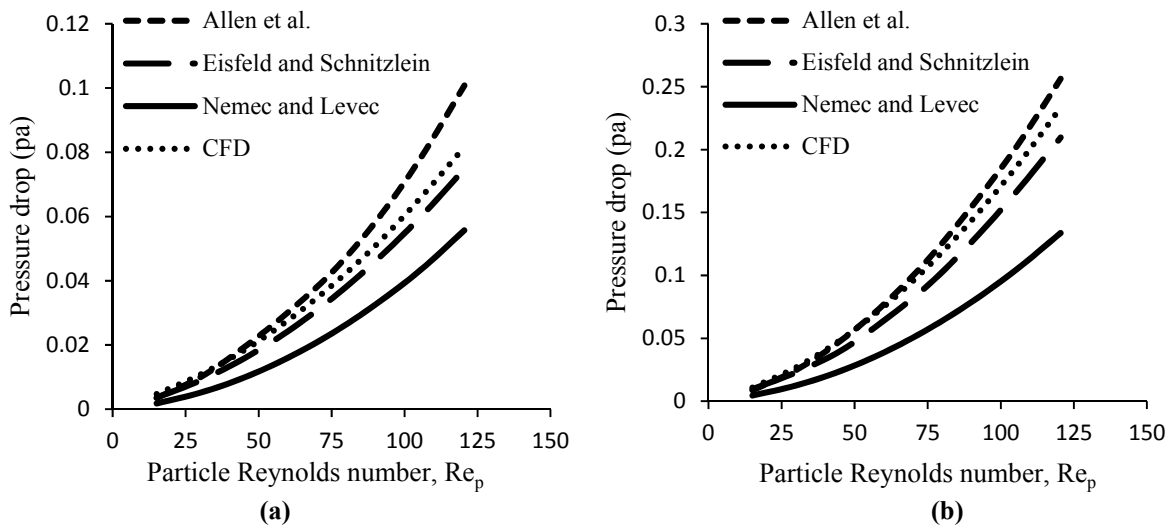 0.12
0.1
0.08
0.06
0.04
0.02
0
Pressure drop (pa)
Allen et al.
Eisfeld and Schnitzlein
Nemec and Levec
CFD
0 25 50 75 100 125 150
Particle Reynolds number, Rep
(a)
0.3
0.25
0.2
0.15
0.1
0.05
0
Pressure drop (pa)
Allen et al.
Eisfeld and Schnitzlein
Nemec and Levec
CFD
0 25 50 75 100 125 150
Particle Reynolds number, Rep
(b)